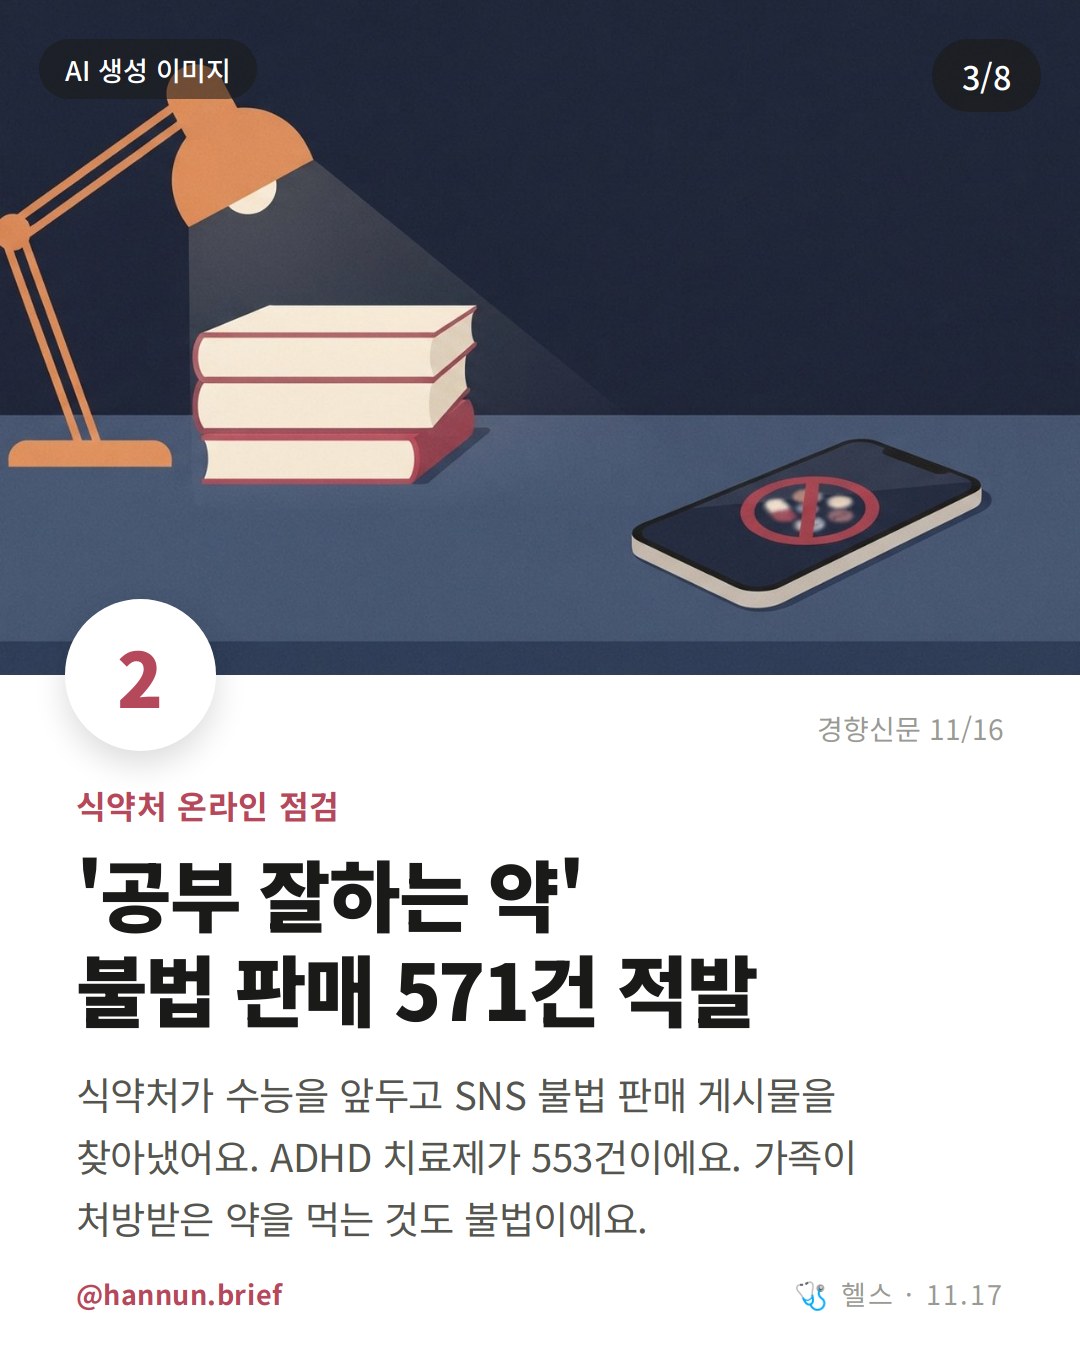 AI 생성 이미지
3/8
2
경향신문 11/16
식약처 온라인 점검
'공부 잘하는 약'
불법 판매 571건 적발
식약처가 수능을 앞두고 SNS 불법 판매 게시물을
찾아냈어요. ADHD 치료제가 553건이에요. 가족이
처방받은 약을 먹는 것도 불법이에요.
@hannun.brief
🩺 헬스 · 11.17